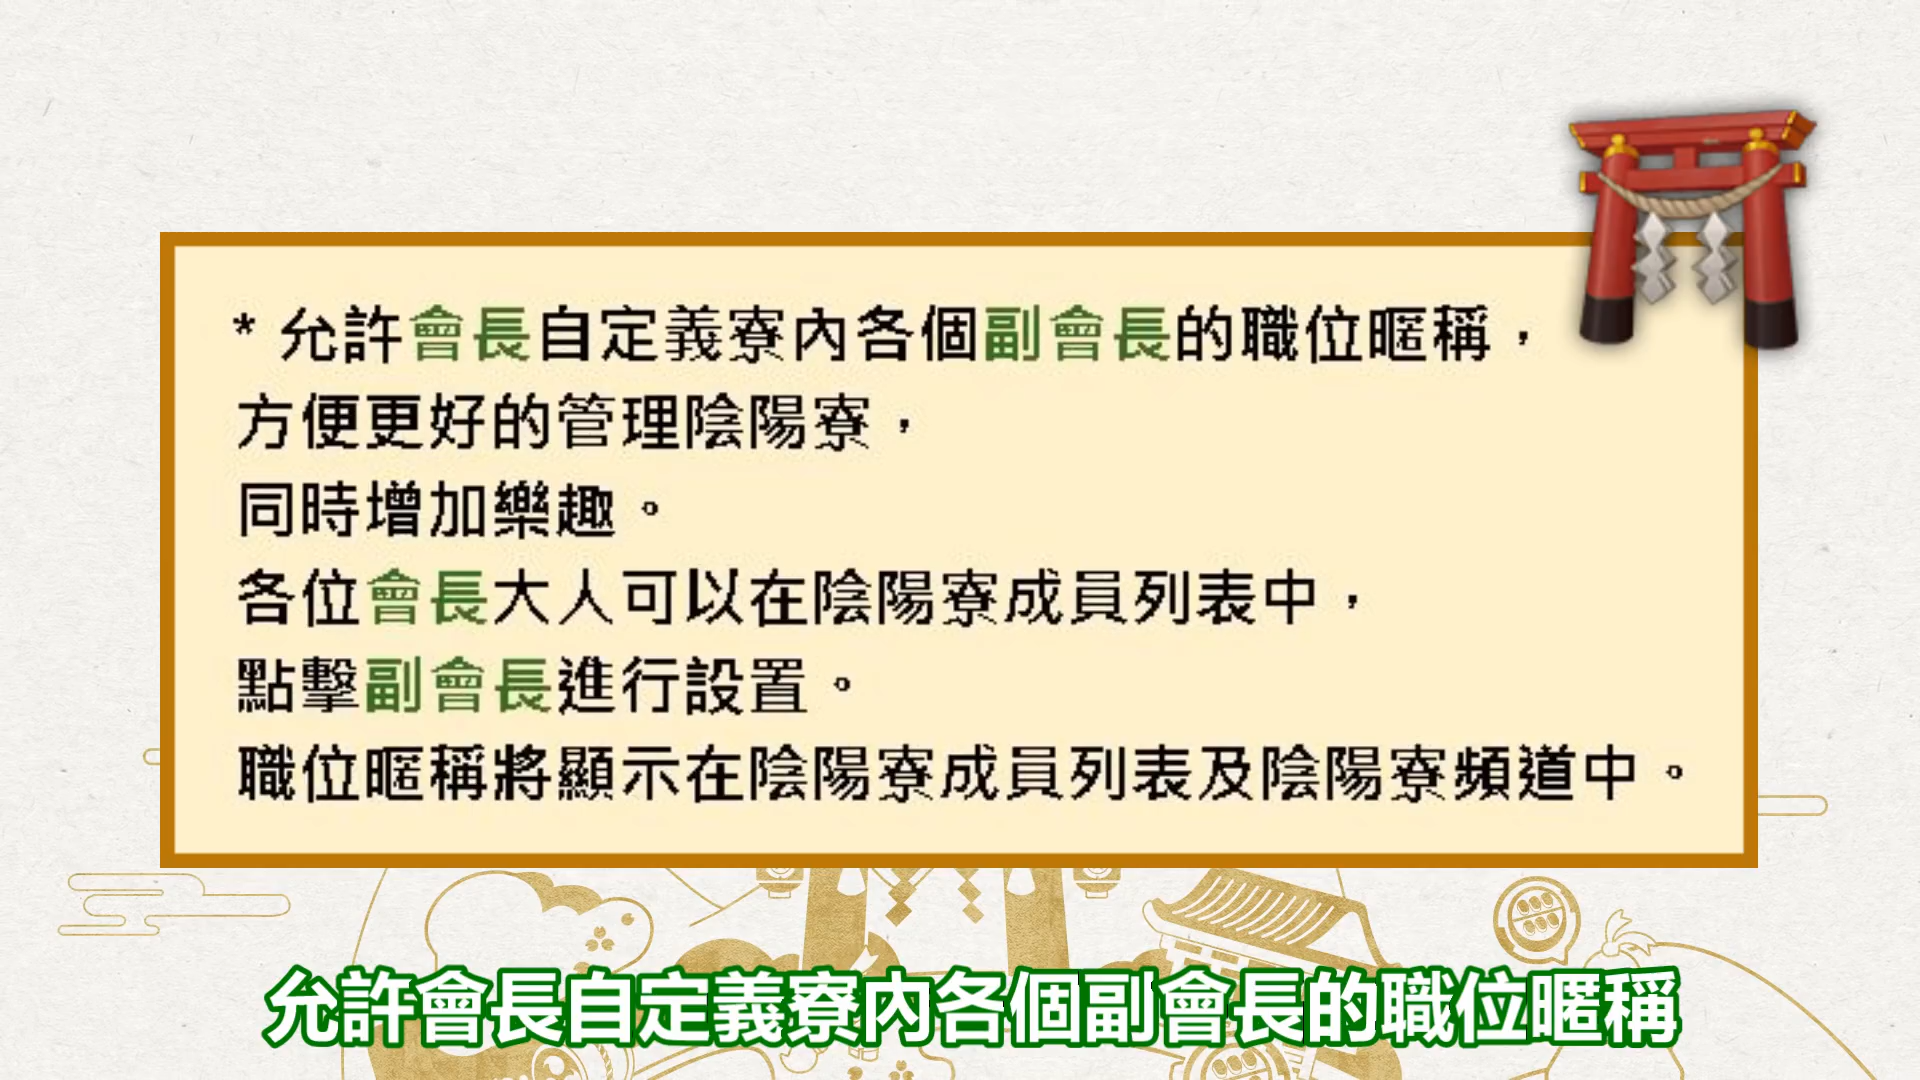 * 允許會長自定義寮內各個副會長的職位暱稱，
方便更好的管理陰陽寮，
同時增加樂趣。
各位會長大人可以在陰陽寮成員列表中，
點擊副會長進行設置。
職位暱稱將顯示在陰陽寮成員列表及陰陽寮頻道中。
允許會長自定義寮內各個副會長的職位暱稱